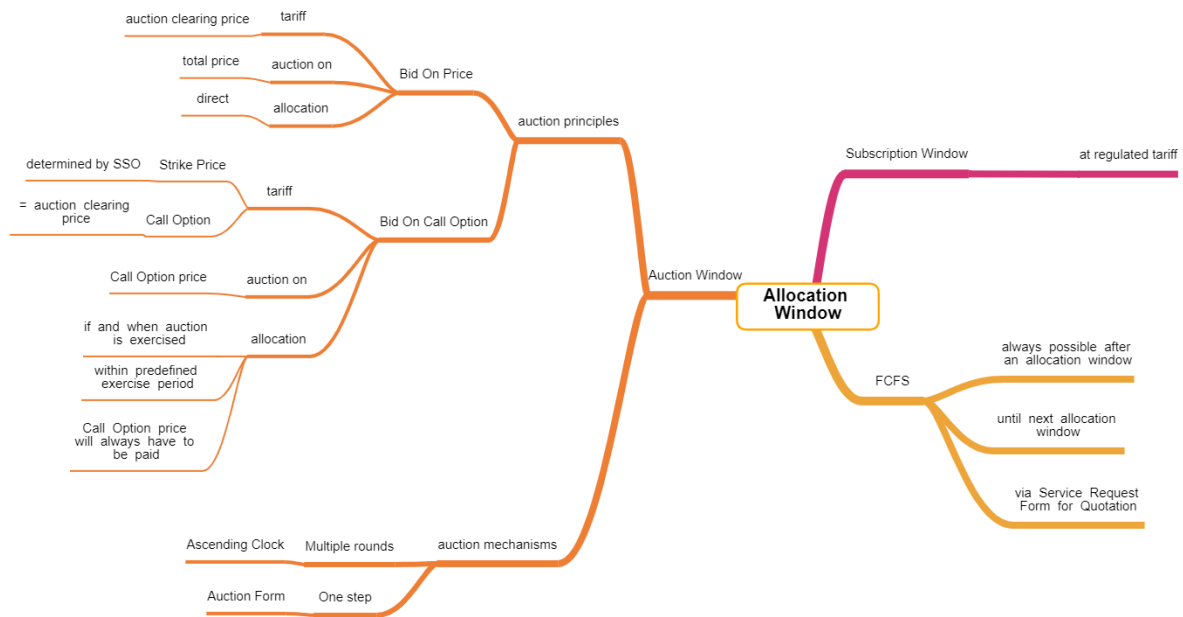 auction clearing price
tariff
total price
auction on
direct
allocation
Bid On Price
auction principles
determined by SSO
Strike Price
= auction clearing
price
Call Option
tariff
Bid On Call Option
Call Option price
auction on
if and when auction
is exercised
within predefined
exercise period
Call Option price
will always have to
be paid
allocation
Auction Window
Ascending Clock
Multiple rounds
Auction Form
One step
auction mechanisms
Allocation
Window
Subscription Window
at regulated tariff
FCFS
always possible after
an allocation window
until next allocation
window
via Service Request
Form for Quotation